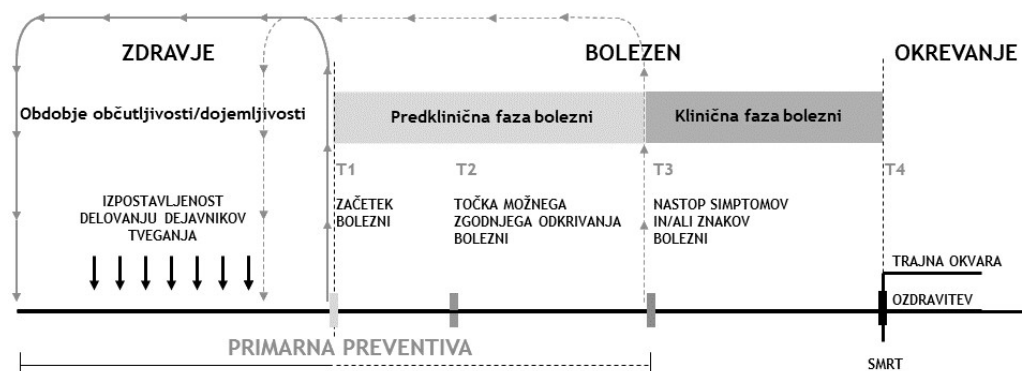 ZDRAVJE
BOLEZEN
OKREVANJE
Obdobje občutljivosti/dojemljivosti
Predklinična faza bolezni
Klinična faza bolezni
T1
T2
T3
T4
IZPOSTAVLJENOST
DELOVANJU DEJAVNIKOV
TVEGANJA
ZAČETEK
BOLEZNI
TOČKA MOŽNEGA
ZGODNJEGA ODKRIVANJA
BOLEZNI
NASTOP SIMPTOMOV
IN/ALI ZNAKOV
BOLEZNI
TRAJNA OKVARA
OZDRAVITEV
SMRT
PRIMARNA PREVENTIVA